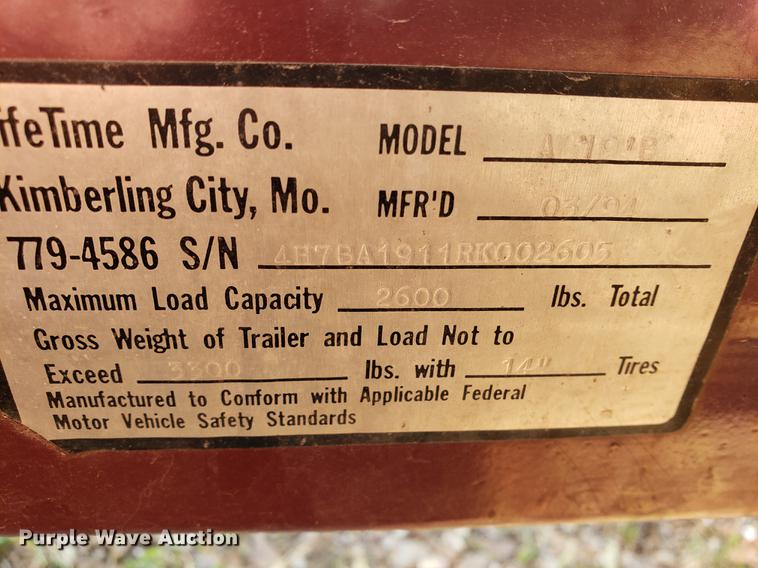 ifeTime Mfg. Co. MODEL
Kimberling City, Mo. MFR'D 03/94
779-4586 S/N 4H7BA1911RK002605
Maximum Load Capacity 2600 lbs. Total
Gross Weight of Trailer and Load Not to
Exceed 3300 lbs. with 14" Tires
Manufactured to Conform with Applicable Federal
Motor Vehicle Safety Standards
Purple Wave Auction